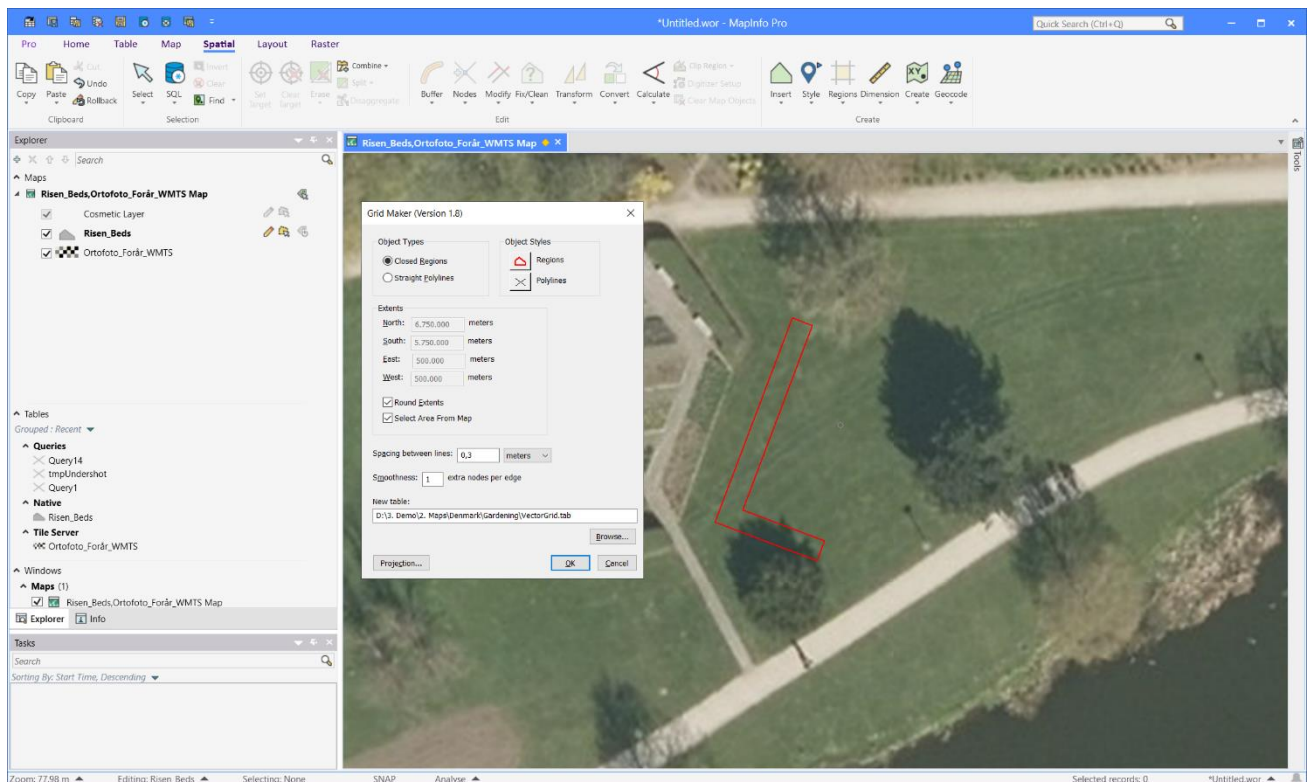 *Untitled.wor - MapInfo Pro
Quick Search (Ctrl+Q)
Pro Home Table Map Spatial Layout Raster
Copy Paste Cut Undo Rollback
Clipboard
Select SQL Insert Clear Find
Selection
Set Target Clear Target Erase Combine Split Disaggregate
Buffer Nodes Modify Fix/Clean Transform Convert Calculate
Clip Region Digitizer Setup Clear Map Objects
Edit
Insert Style Regions Dimension Create Geocode
Create
Explorer
Search
Maps
Risen_Beds,Ortofoto_Forår_WMTS Map
Cosmetic Layer
Risen_Beds
Ortofoto_Forår_WMTS
Tables
Grouped : Recent
Queries
Query14
tmpUndershot
Query1
Native
Risen_Beds
Tile Server
Ortofoto_Forår_WMTS
Windows
Maps (1)
Risen_Beds,Ortofoto_Forår_WMTS Map
Explorer Info
Tasks
Search
Sorting By: Start Time, Descending
Risen_Beds,Ortofoto_Forår_WMTS Map
Tools
Grid Maker (Version 1.8)
Object Types
Closed Regions
Straight Polylines
Object Styles
Regions
Polylines
Extents
North: 6.750.000 meters
South: 5.750.000 meters
East: 500.000 meters
West: 500.000 meters
Round Extents
Select Area From Map
Spacing between lines: 0,3 meters
Smoothness: 1 extra nodes per edge
New table:
D:\3. Demo\2. Maps\Denmark\Gardening\VectorGrid.tab
Browse...
Projection... OK Cancel
Zoom: 77.98 m Editing: Risen_Beds Selecting: None SNAP Analyse Selected records: 0 *Untitled.wor